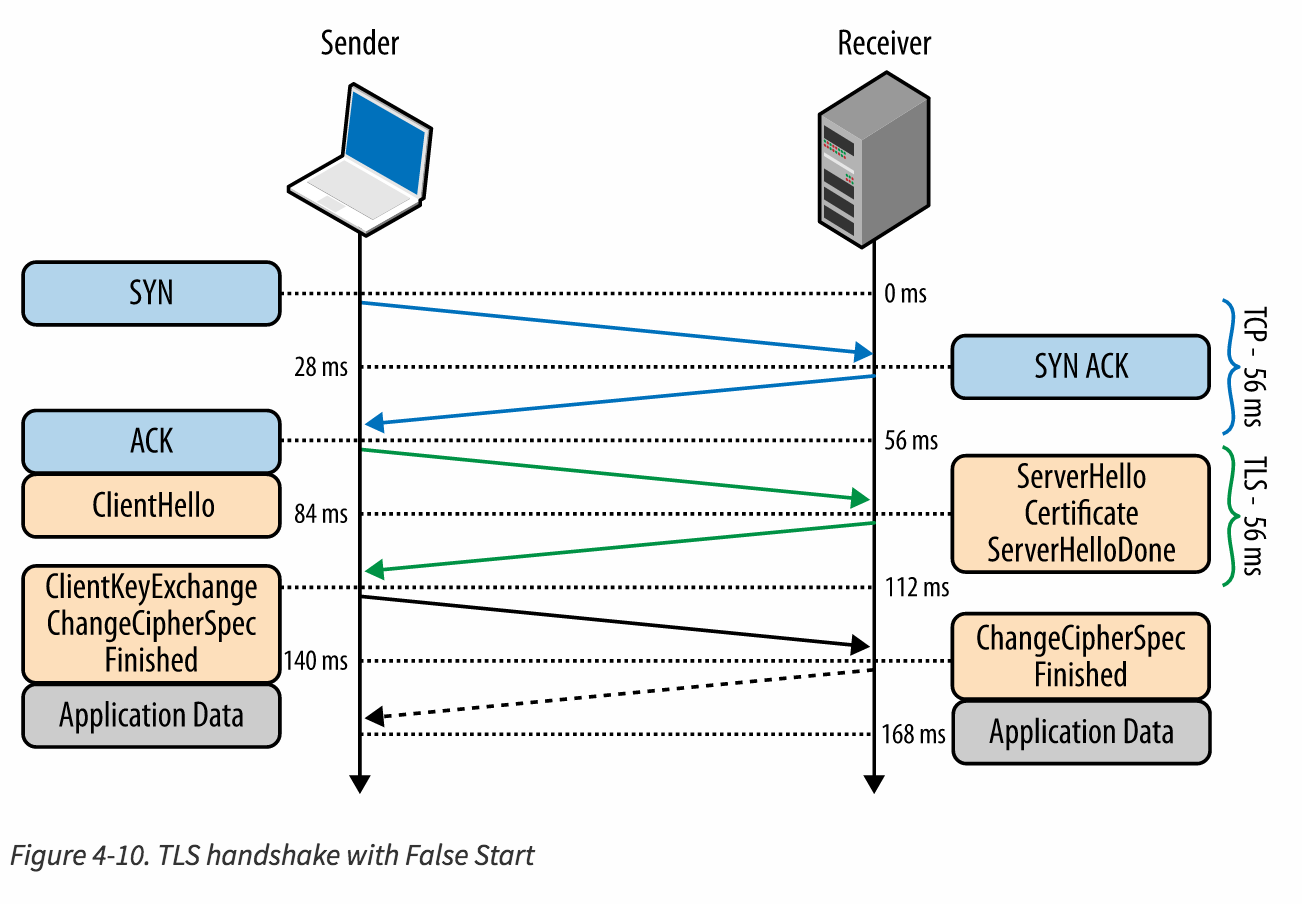 Sender
Receiver
SYN
0 ms
28 ms
SYN ACK
TCP - 56 ms
ACK
56 ms
ClientHello
84 ms
ServerHello
Certificate
ServerHelloDone
TLS - 56 ms
ClientKeyExchange
ChangeCipherSpec
Finished
112 ms
140 ms
ChangeCipherSpec
Finished
Application Data
168 ms
Application Data
Figure 4-10. TLS handshake with False Start